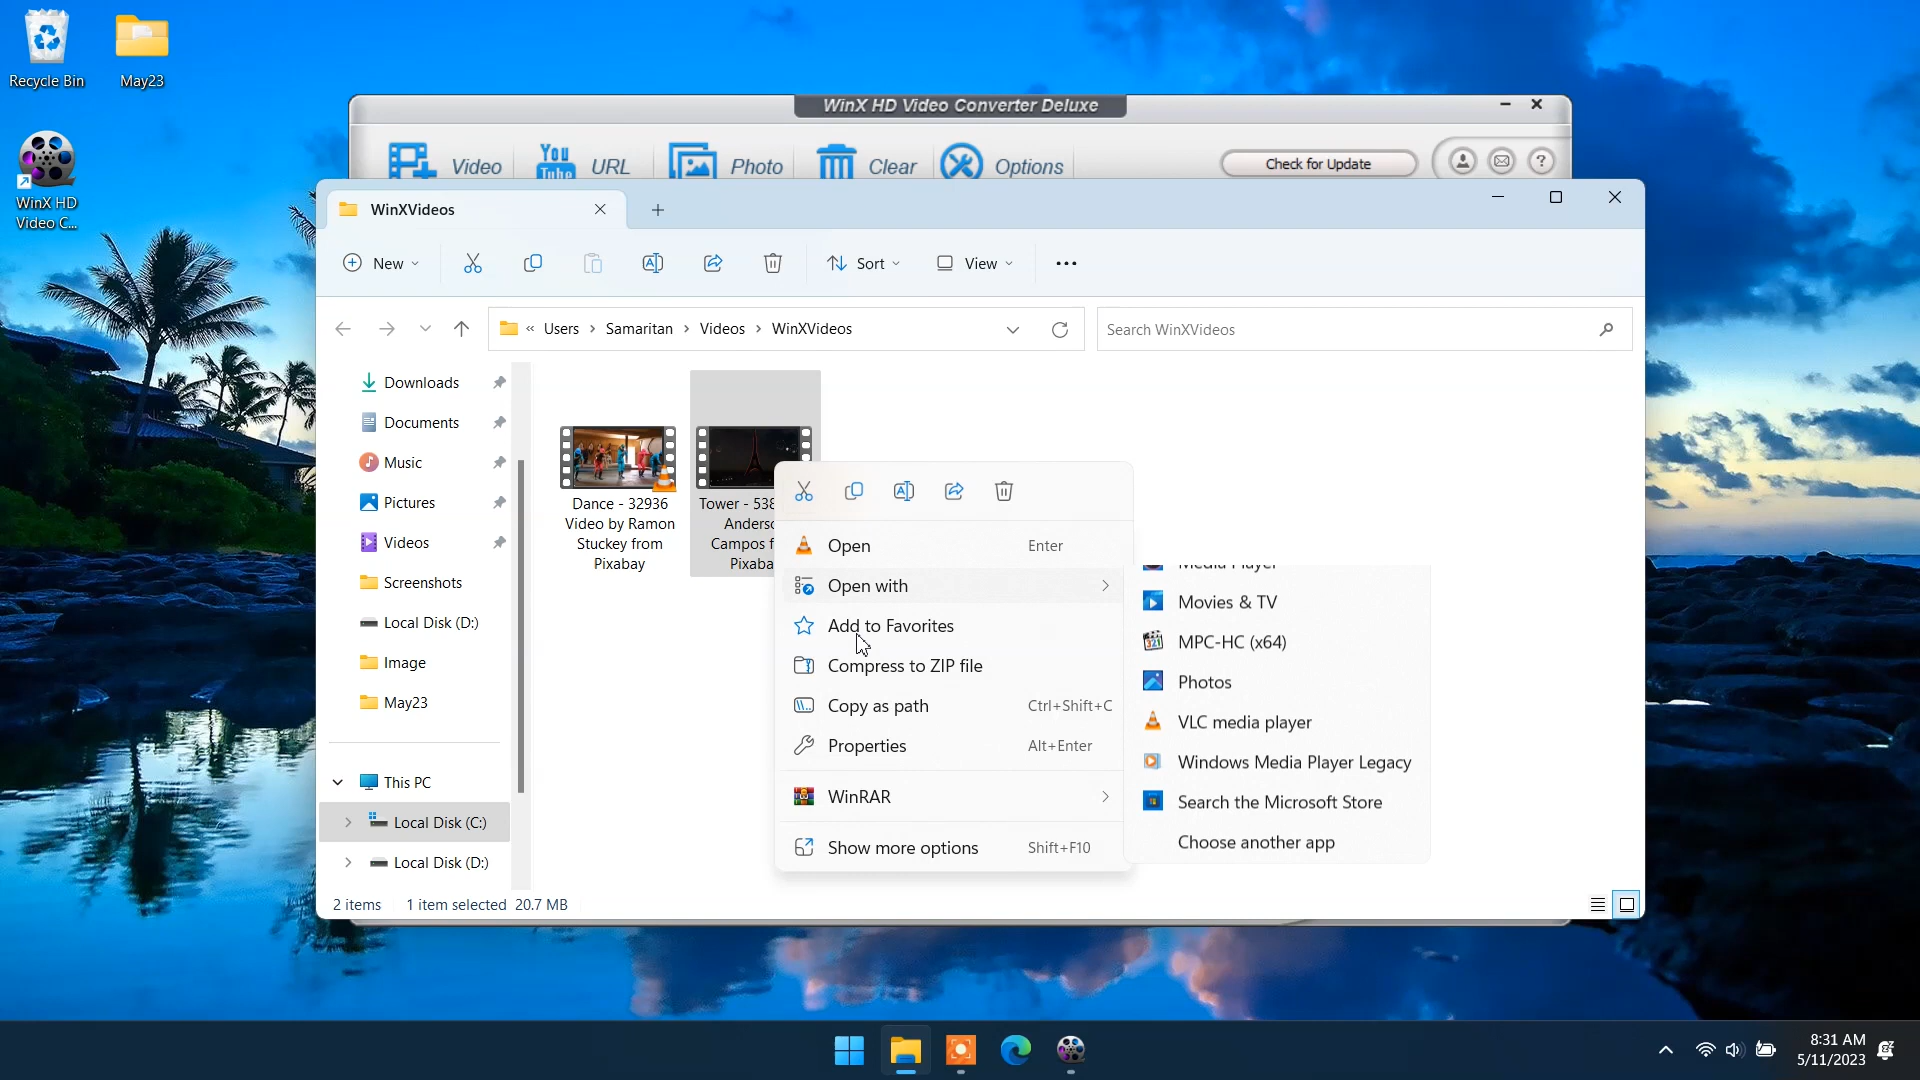 Recycle Bin
May23
WinX HD
Video C...
WinX HD Video Converter Deluxe
Video
You
Tube
URL
Photo
Clear
Options
Check for Update
?
WinXVideos
New
Sort
View
Users
Samaritan
Videos
WinXVideos
Search WinXVideos
Downloads
Documents
Music
Pictures
Videos
Screenshots
Local Disk (D:)
Image
May23
This PC
Local Disk (C:)
Local Disk (D:)
Dance - 32936
Video by Ramon
Stuckey from
Pixabay
Tower - 538
Anders
Campos f
Pixaba
Open Enter
Open with
Add to Favorites
Compress to ZIP file
Copy as path Ctrl+Shift+C
Properties Alt+Enter
WinRAR
Show more options Shift+F10
Media Player
Movies & TV
MPC-HC (x64)
Photos
VLC media player
Windows Media Player Legacy
Search the Microsoft Store
Choose another app
2 items 1 item selected 20.7 MB
8:31 AM
5/11/2023